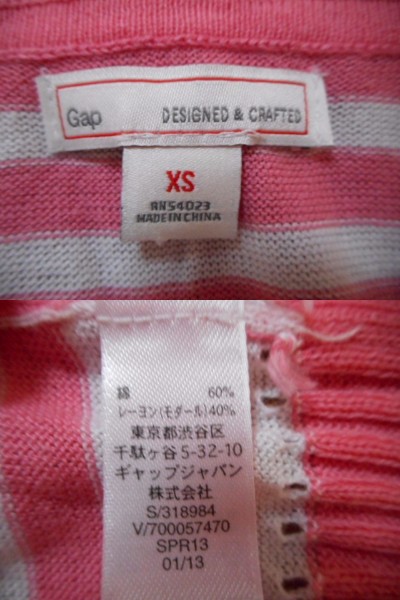 Gap DESIGNED & CRAFTED
XS
RN54023
MADE IN CHINA
綿 60%
レーヨン(モダール)40%
東京都渋谷区
千駄ヶ谷5-32-10
ギャップジャパン
株式会社
S/318984
V/700057470
SPR13
01/13